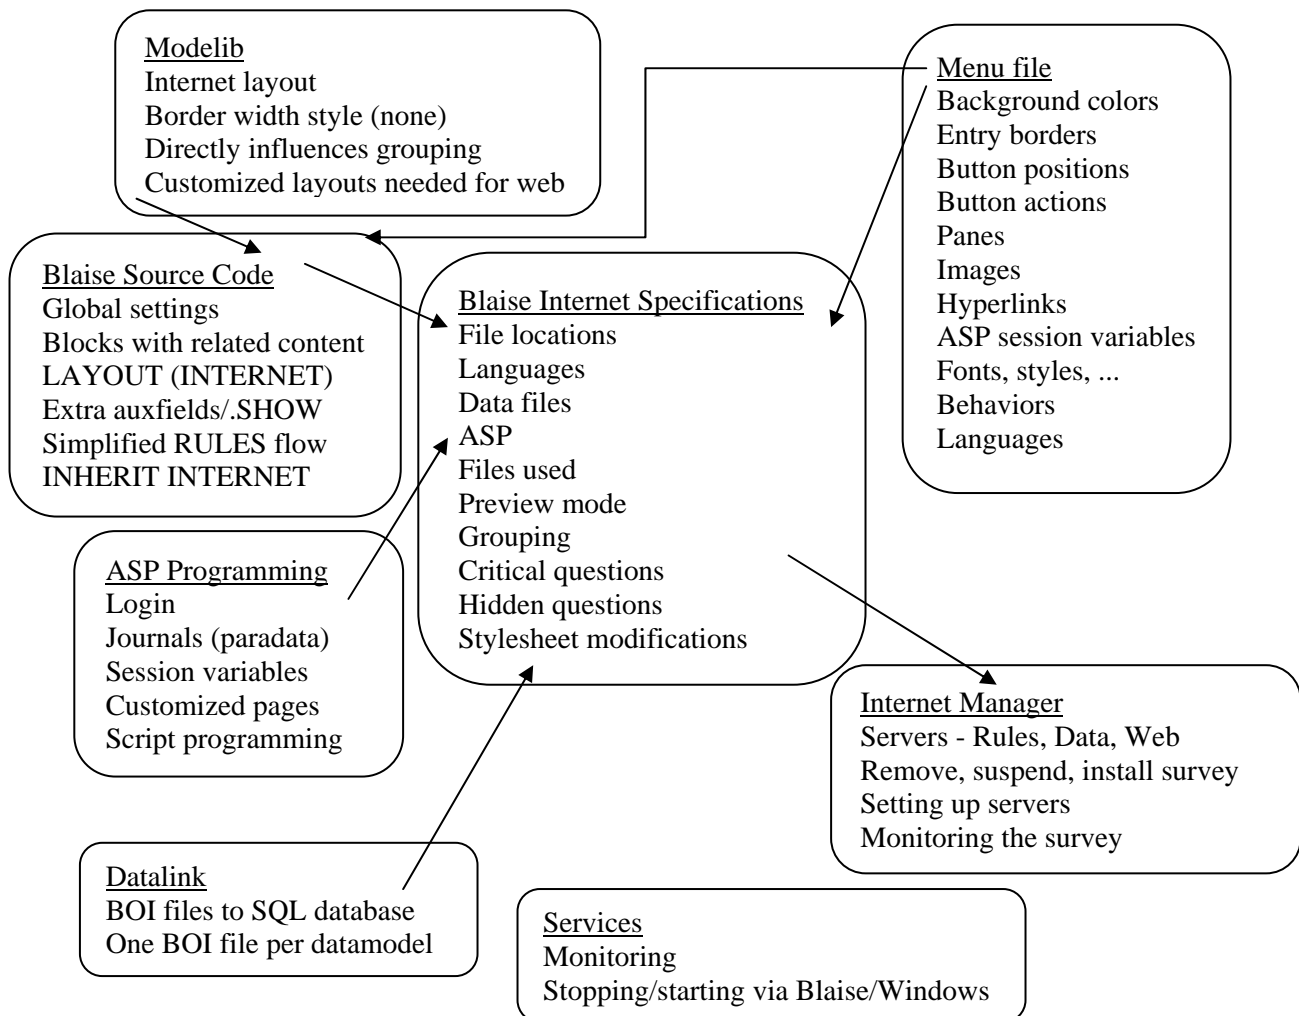 Modelib
Internet layout
Border width style (none)
Directly influences grouping
Customized layouts needed for web
Menu file
Background colors
Entry borders
Button positions
Button actions
Panes
Images
Hyperlinks
ASP session variables
Fonts, styles, ...
Behaviors
Languages
Blaise Source Code
Global settings
Blocks with related content
LAYOUT (INTERNET)
Extra auxfields/.SHOW
Simplified RULES flow
INHERIT INTERNET
Blaise Internet Specifications
File locations
Languages
Data files
ASP
Files used
Preview mode
Grouping
Critical questions
Hidden questions
Stylesheet modifications
ASP Programming
Login
Journals (paradata)
Session variables
Customized pages
Script programming
Internet Manager
Servers - Rules, Data, Web
Remove, suspend, install survey
Setting up servers
Monitoring the survey
Datalink
BOI files to SQL database
One BOI file per datamodel
Services
Monitoring
Stopping/starting via Blaise/Windows